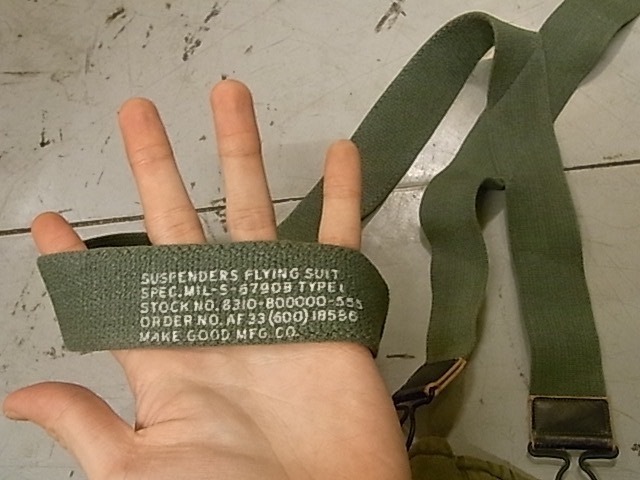 SUSPENDERS FLYING SUIT
SPEC. MIL-S-6790B TYPE 1
STOCK NO. 8310-800000-555
ORDER NO. AF 33(600)18586
MAKE GOOD MFG. CO.